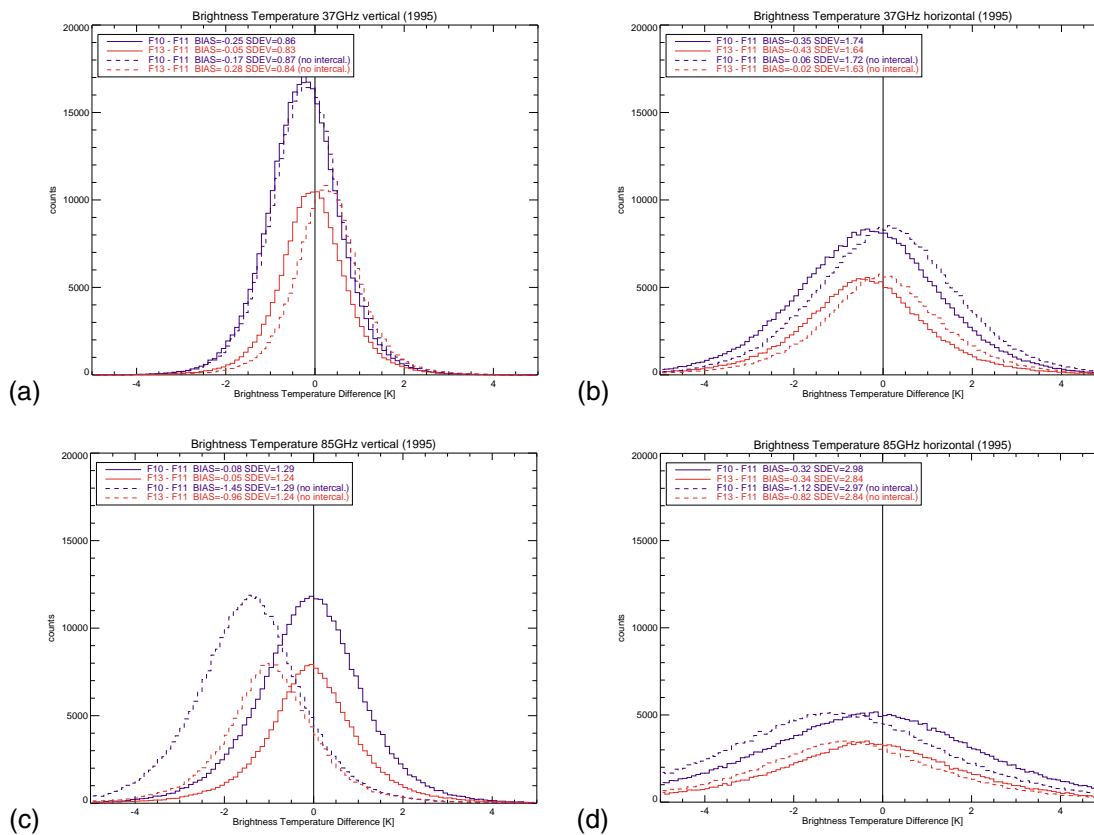 Brightness Temperature 37GHz vertical (1995)
F10 - F11 BIAS=-0.25 SDEV=0.86
F13 - F11 BIAS=-0.05 SDEV=0.83
F10 - F11 BIAS=-0.17 SDEV=0.87 (no intercal.)
F13 - F11 BIAS= 0.28 SDEV=0.84 (no intercal.)
20000
15000
10000
5000
0
counts
-4 -2 0 2 4
Brightness Temperature Difference [K]
(a)
Brightness Temperature 37GHz horizontal (1995)
F10 - F11 BIAS=-0.35 SDEV=1.74
F13 - F11 BIAS=-0.43 SDEV=1.64
F10 - F11 BIAS= 0.06 SDEV=1.72 (no intercal.)
F13 - F11 BIAS=-0.02 SDEV=1.63 (no intercal.)
20000
15000
10000
5000
0
counts
-4 -2 0 2 4
Brightness Temperature Difference [K]
(b)
Brightness Temperature 85GHz vertical (1995)
F10 - F11 BIAS=-0.08 SDEV=1.29
F13 - F11 BIAS=-0.05 SDEV=1.24
F10 - F11 BIAS=-1.45 SDEV=1.29 (no intercal.)
F13 - F11 BIAS=-0.96 SDEV=1.24 (no intercal.)
20000
15000
10000
5000
0
counts
-4 -2 0 2 4
Brightness Temperature Difference [K]
(c)
Brightness Temperature 85GHz horizontal (1995)
F10 - F11 BIAS=-0.32 SDEV=2.98
F13 - F11 BIAS=-0.34 SDEV=2.84
F10 - F11 BIAS=-1.12 SDEV=2.97 (no intercal.)
F13 - F11 BIAS=-0.82 SDEV=2.84 (no intercal.)
20000
15000
10000
5000
0
counts
-4 -2 0 2 4
Brightness Temperature Difference [K]
(d)